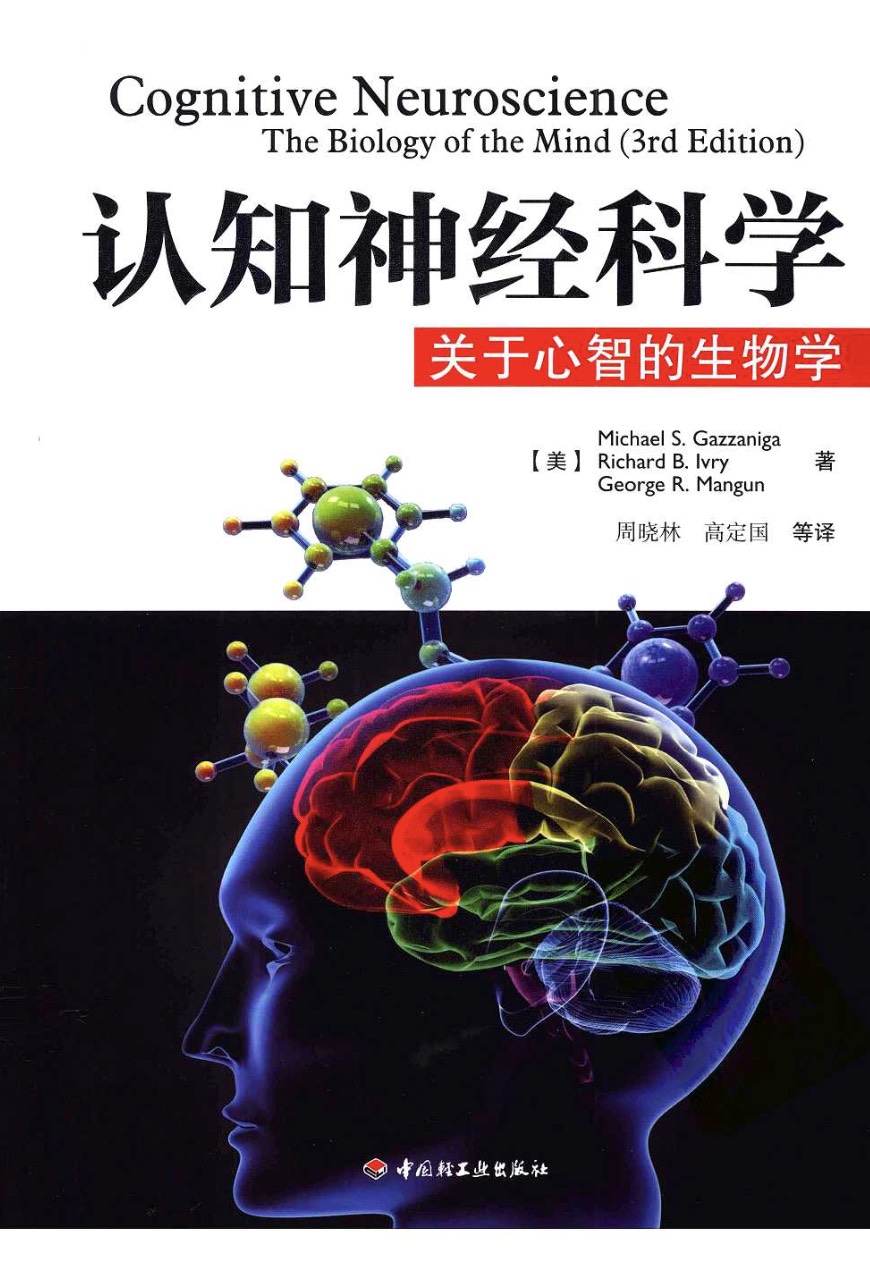 Cognitive Neuroscience
The Biology of the Mind (3rd Edition)
认知神经科学
关于心智的生物学
Michael S. Gazzaniga
【美】 Richard B. Ivry 著
George R. Mangun
周晓林 高定国 等译
中国轻工业出版社